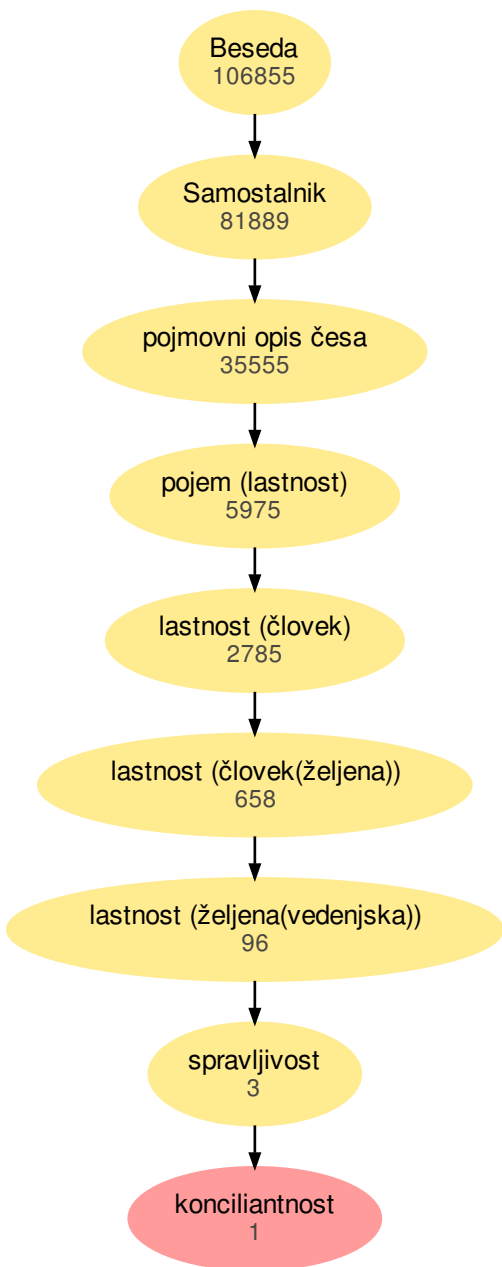 Beseda
106855
Samostalnik
81889
pojmovni opis česa
35555
pojem (lastnost)
5975
lastnost (človek)
2785
lastnost (človek(željena))
658
lastnost (željena(vedenjska))
96
spravljivost
3
konciliantnost
1